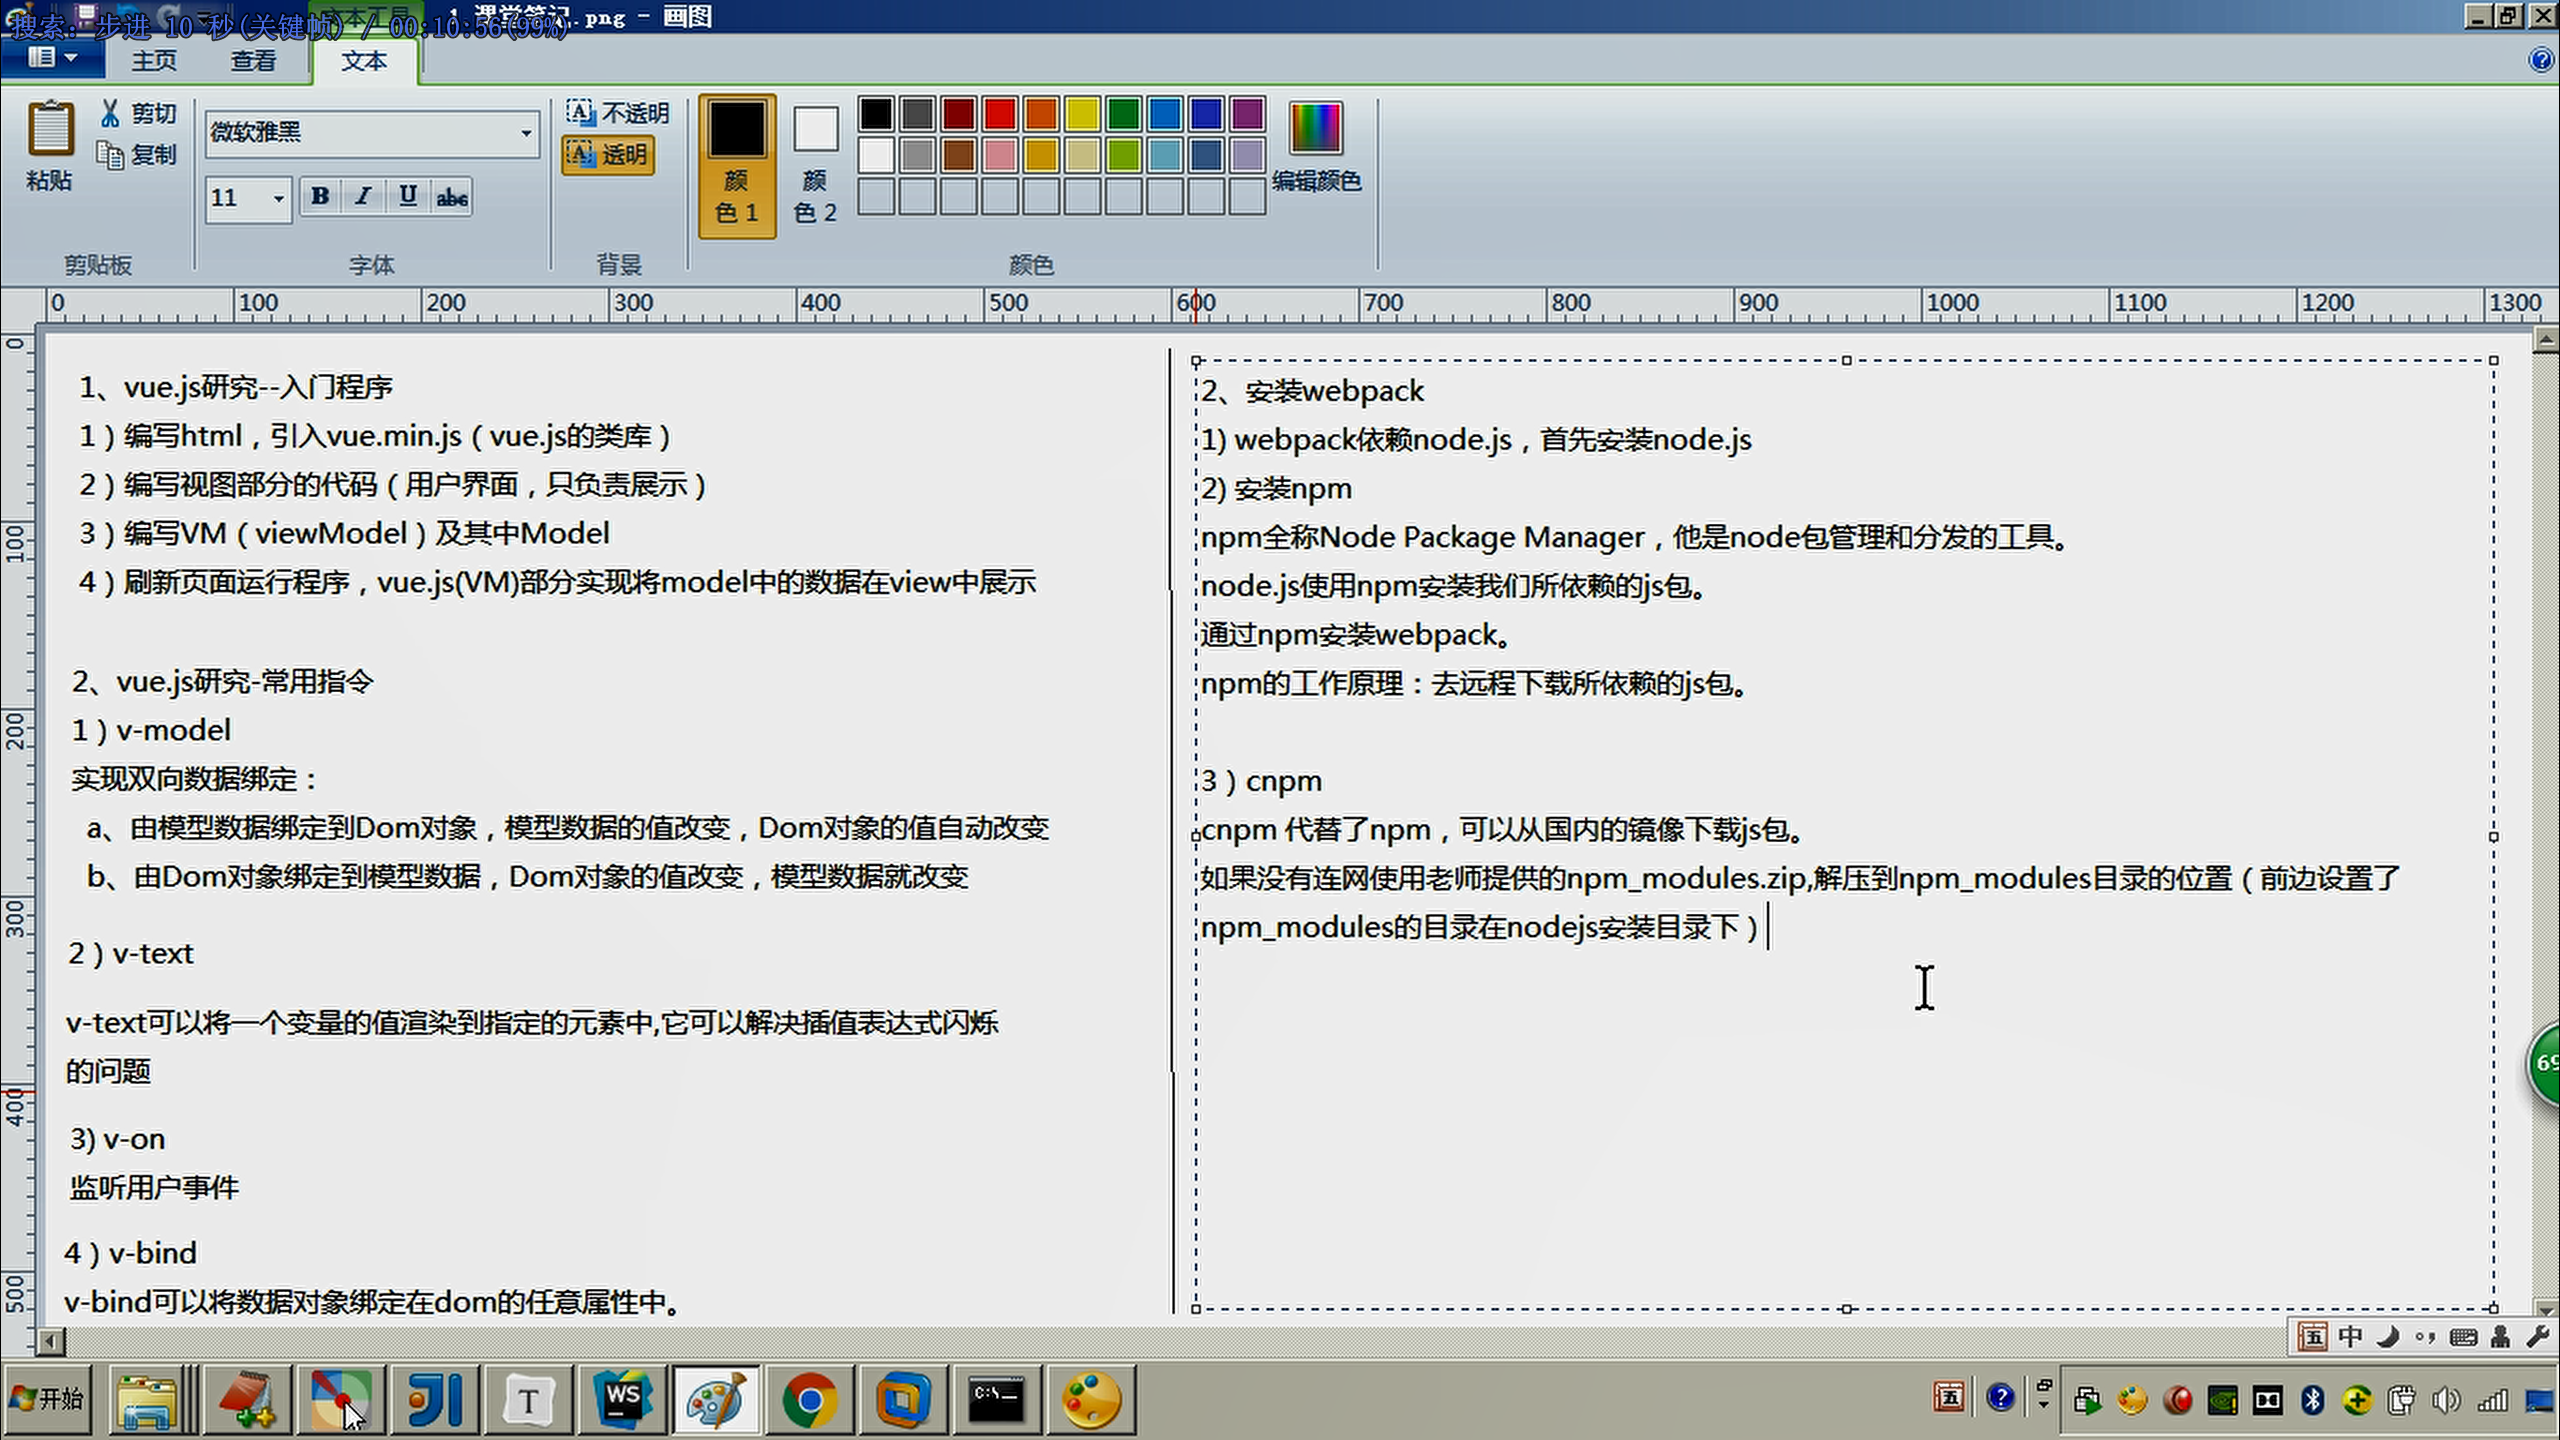 搜索: 步进 10 秒(关键帧) / 00:10:56(99%)
文本工具
课堂笔记.png - 画图
主页
查看
文本
粘贴
剪切
复制
剪贴板
微软雅黑
11
B I U abc
字体
不透明
透明
背景
颜色 1
颜色 2
编辑颜色
颜色
0 100 200 300 400 500 600 700 800 900 1000 1100 1200 1300
0
100
200
300
400
500
1、vue.js研究--入门程序
1）编写html，引入vue.min.js（vue.js的类库）
2）编写视图部分的代码（用户界面，只负责展示）
3）编写VM（viewModel）及其中Model
4）刷新页面运行程序，vue.js(VM)部分实现将model中的数据在view中展示
2、vue.js研究-常用指令
1）v-model
实现双向数据绑定：
a、由模型数据绑定到Dom对象，模型数据的值改变，Dom对象的值自动改变
b、由Dom对象绑定到模型数据，Dom对象的值改变，模型数据就改变
2）v-text
v-text可以将一个变量的值渲染到指定的元素中,它可以解决插值表达式闪烁
的问题
3) v-on
监听用户事件
4）v-bind
v-bind可以将数据对象绑定在dom的任意属性中。
2、安装webpack
1) webpack依赖node.js，首先安装node.js
2) 安装npm
npm全称Node Package Manager，他是node包管理和分发的工具。
node.js使用npm安装我们所依赖的js包。
通过npm安装webpack。
npm的工作原理：去远程下载所依赖的js包。
3）cnpm
cnpm 代替了npm，可以从国内的镜像下载js包。
如果没有连网使用老师提供的npm_modules.zip,解压到npm_modules目录的位置（前边设置了
npm_modules的目录在nodejs安装目录下）
69
五 中
开始
T
WS
C:\
五